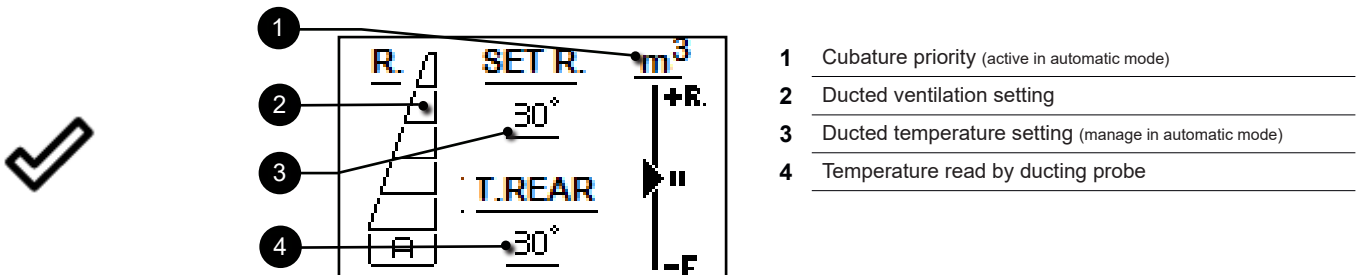 1
2
3
4
R. SET R. m³
+R.
30°
=
T.REAR
30°
A
-F
1 Cubature priority (active in automatic mode)
2 Ducted ventilation setting
3 Ducted temperature setting (manage in automatic mode)
4 Temperature read by ducting probe